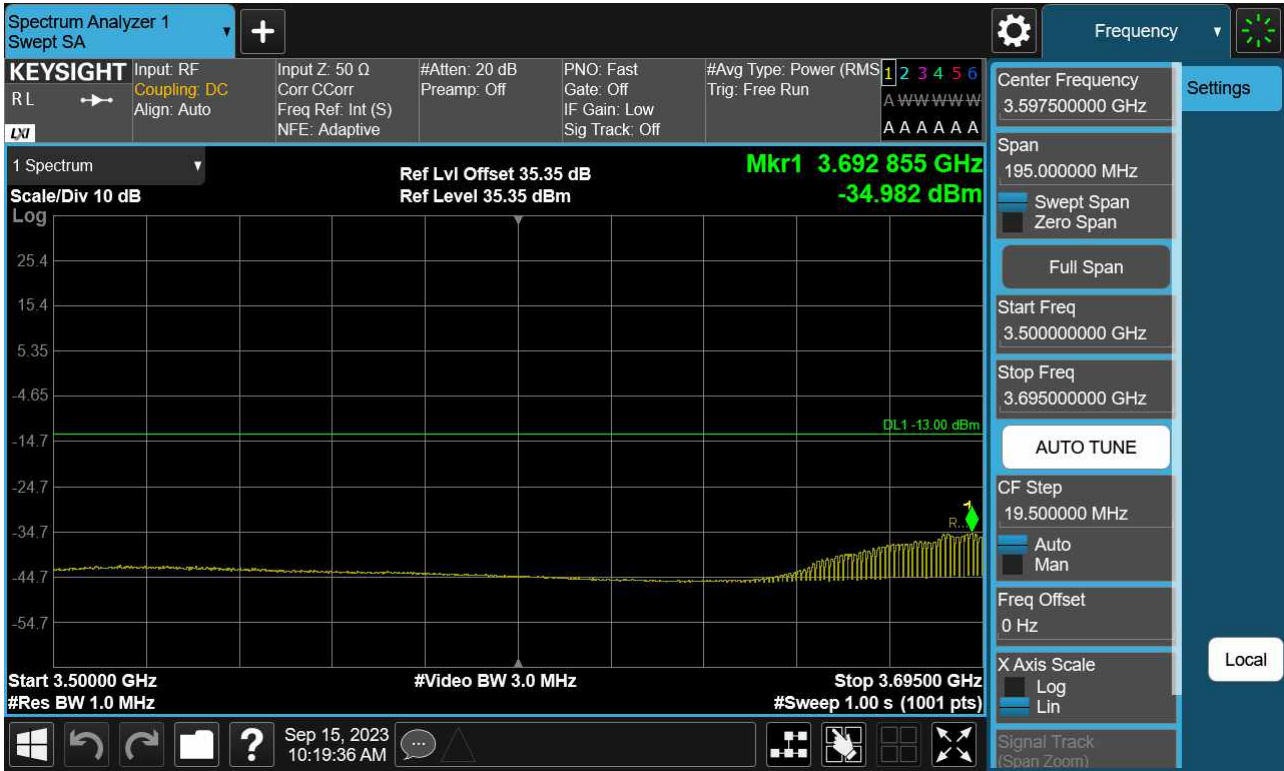 Spectrum Analyzer 1
Swept SA
Frequency
KEYSIGHT
R L
LXI
Input: RF
Coupling: DC
Align: Auto
Input Z: 50 Ω
Corr CCorr
Freq Ref: Int (S)
NFE: Adaptive
#Atten: 20 dB
Preamp: Off
PNO: Fast
Gate: Off
IF Gain: Low
Sig Track: Off
#Avg Type: Power (RMS
Trig: Free Run
1 2 3 4 5 6
A W W W W W
A A A A A A
1 Spectrum
Scale/Div 10 dB
Log
Ref Lvl Offset 35.35 dB
Ref Level 35.35 dBm
Mkr1 3.692 855 GHz
-34.982 dBm
25.4
15.4
5.35
-4.65
DL1 -13.00 dBm
-14.7
-24.7
1
R...
-34.7
-44.7
-54.7
Start 3.50000 GHz
#Video BW 3.0 MHz
Stop 3.69500 GHz
#Res BW 1.0 MHz
#Sweep 1.00 s (1001 pts)
Center Frequency
3.597500000 GHz
Span
195.000000 MHz
Swept Span
Zero Span
Full Span
Start Freq
3.500000000 GHz
Stop Freq
3.695000000 GHz
AUTO TUNE
CF Step
19.500000 MHz
Auto
Man
Freq Offset
0 Hz
X Axis Scale
Log
Lin
Signal Track
(Span Zoom)
Settings
Local
?
Sep 15, 2023
10:19:36 AM